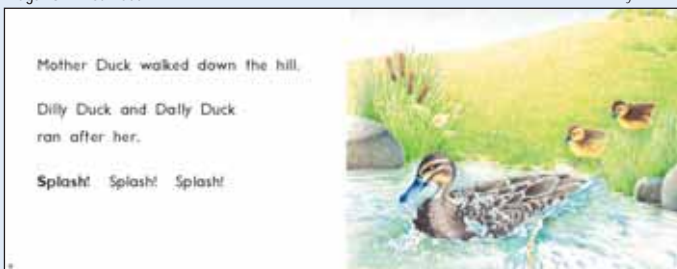 Mother Duck walked down the hill.
Dilly Duck and Dally Duck
ran after her.
Splash! Splash! Splash!